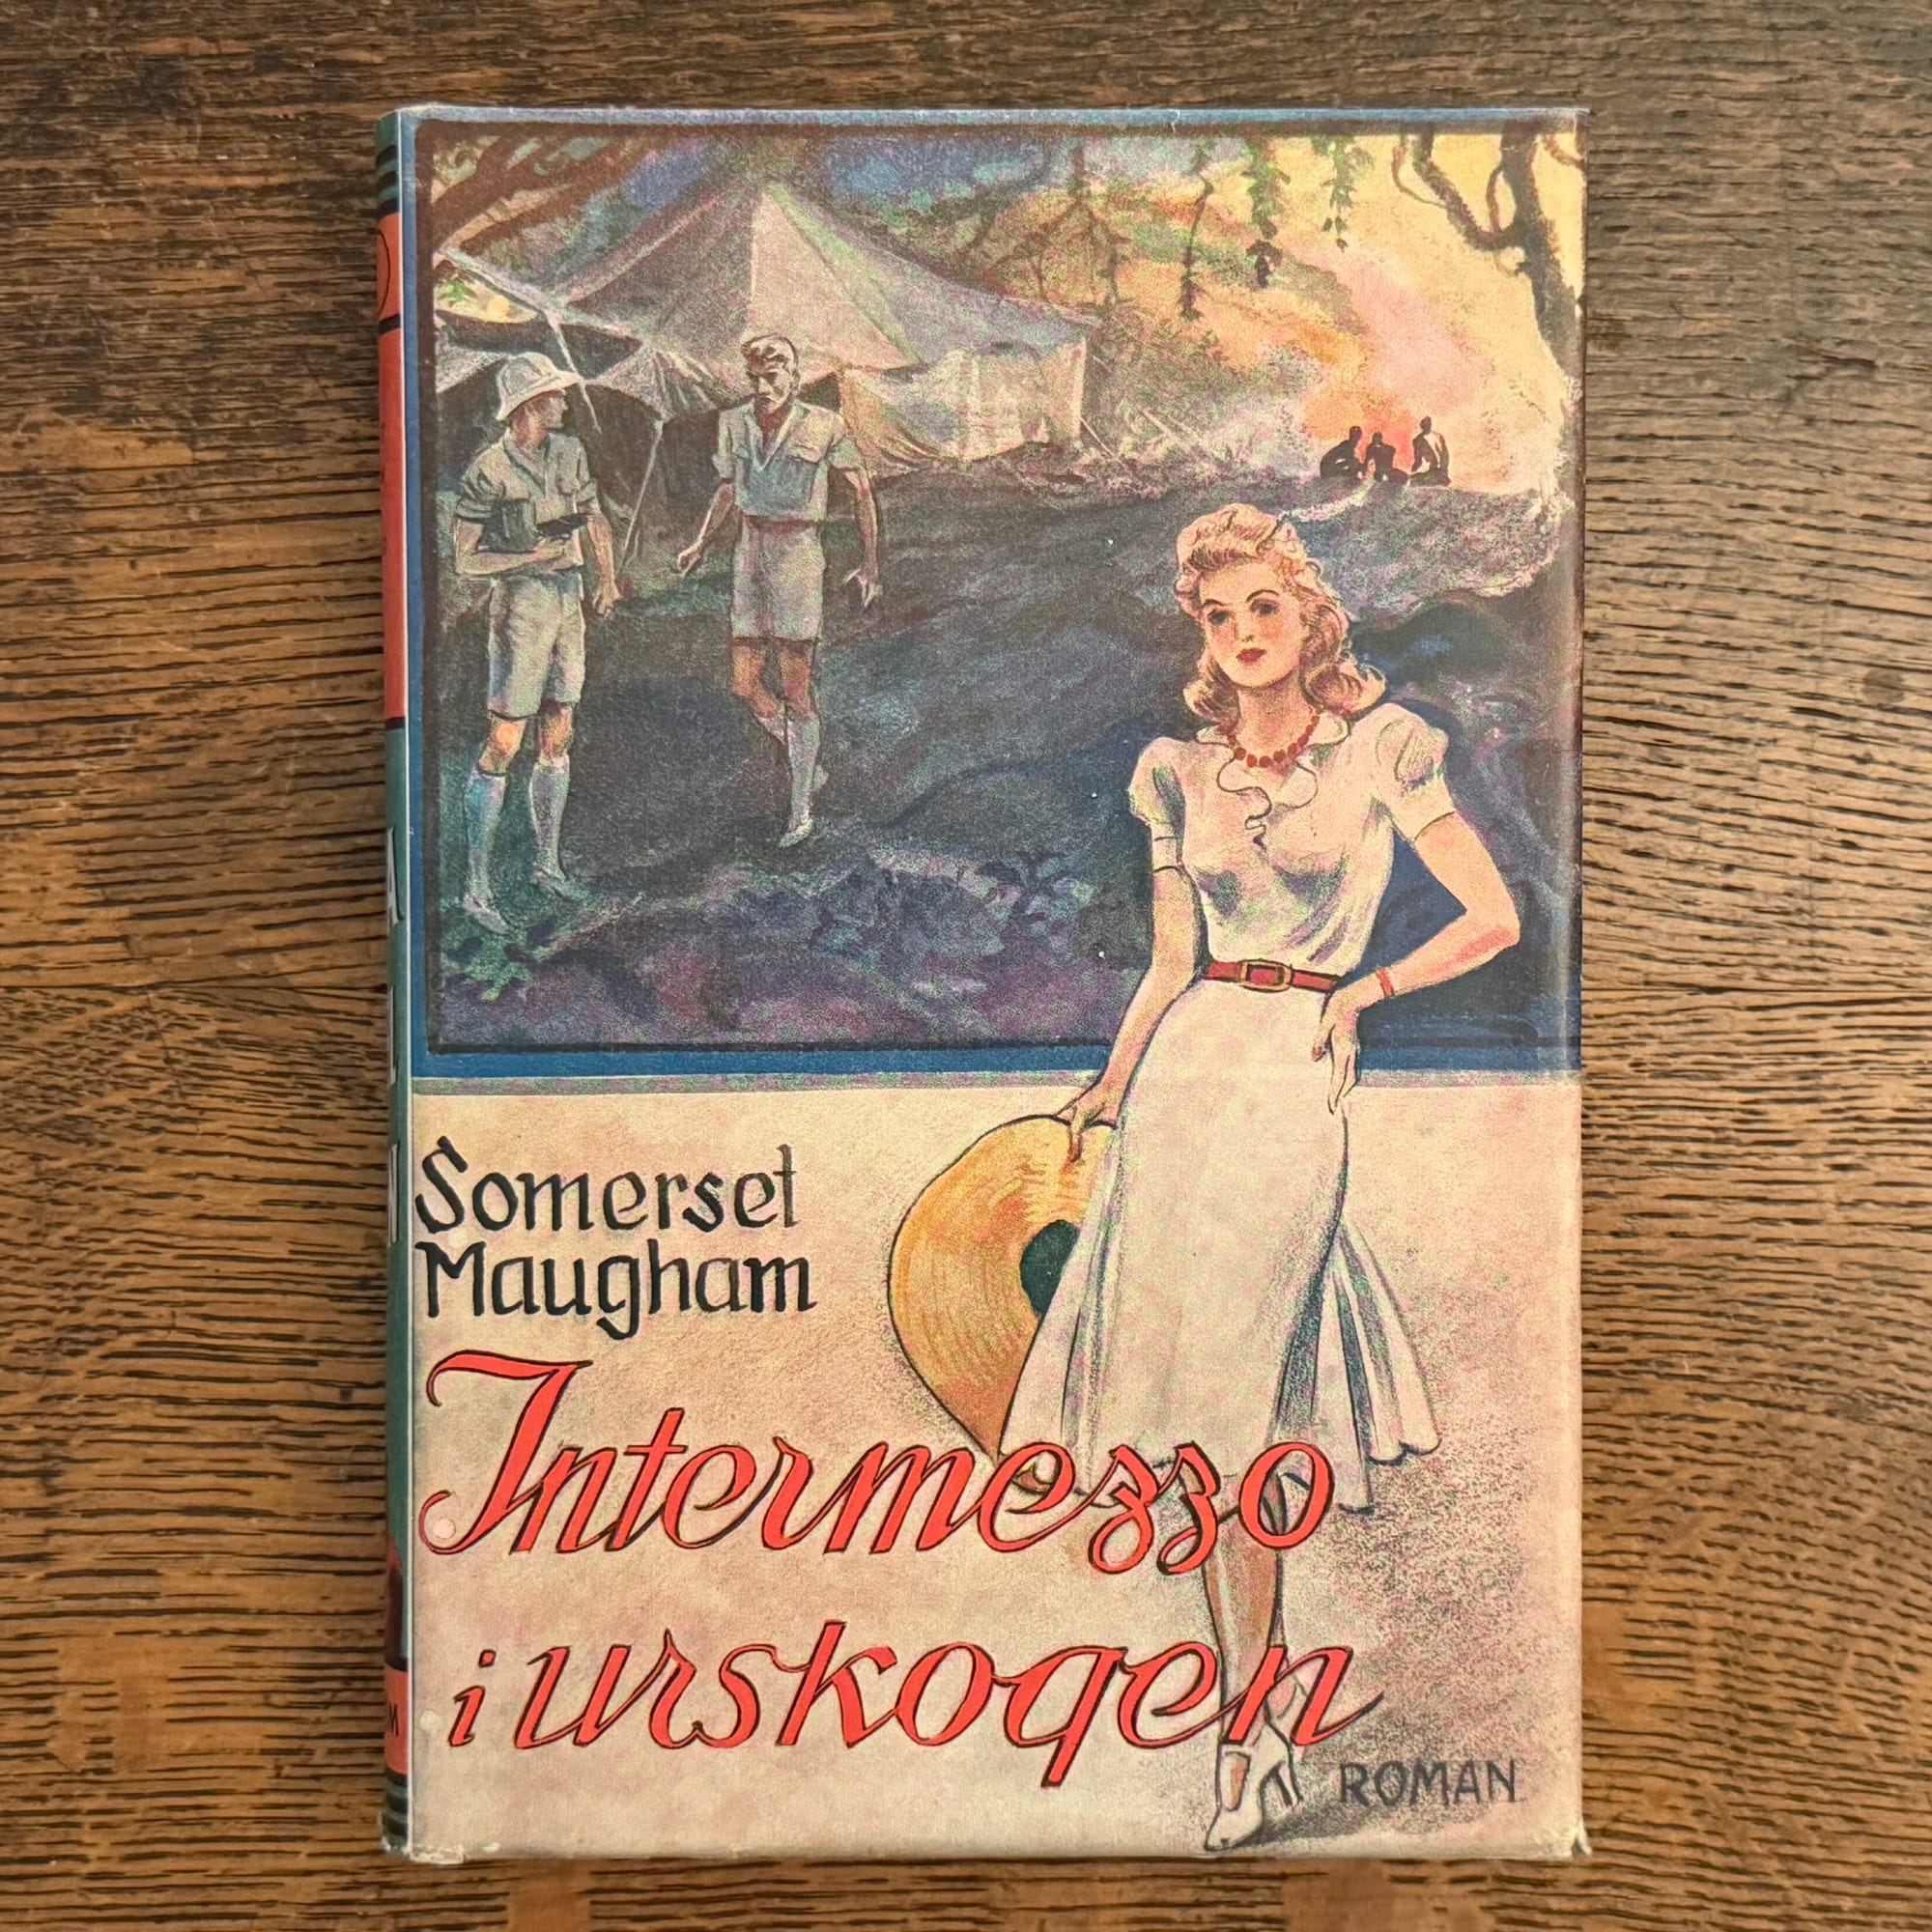 Somerset
Maugham
Intermezzo
i urskogen
ROMAN